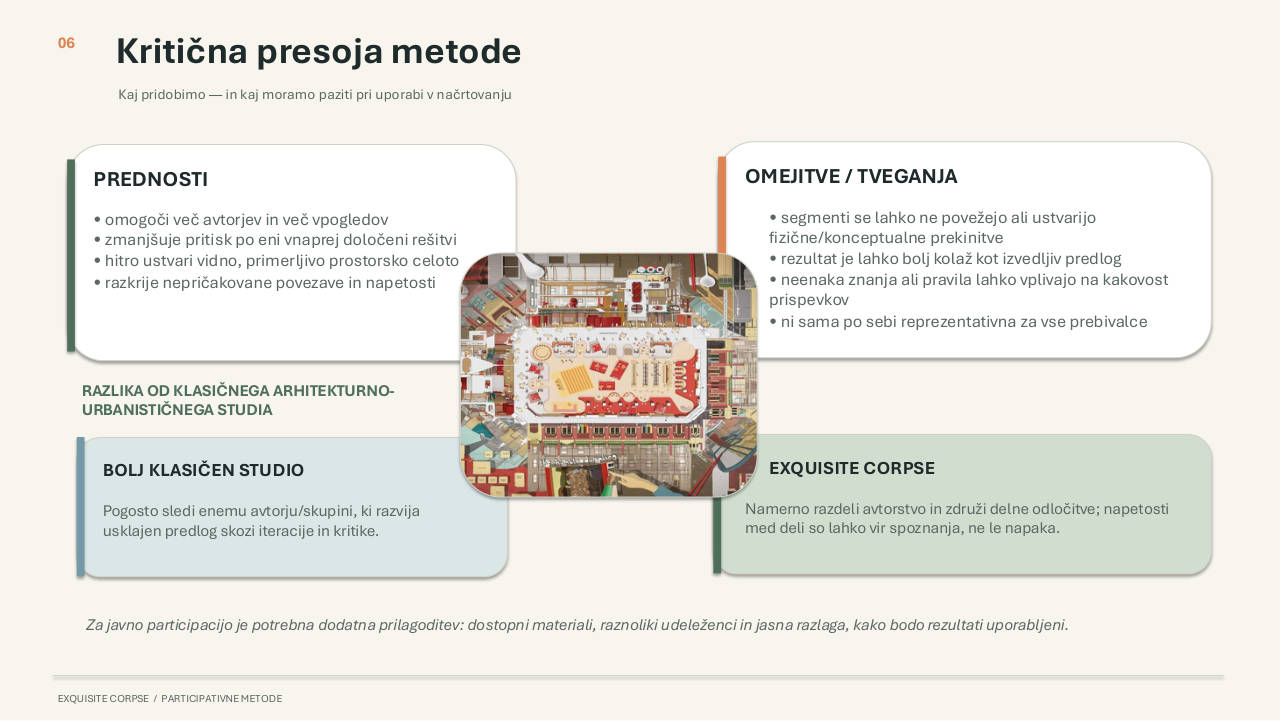 06
Kritična presoja metode
Kaj pridobimo — in kaj moramo paziti pri uporabi v načrtovanju
PREDNOSTI
• omogoči več avtorjev in več vpogledov
• zmanjšuje pritisk po eni vnaprej določeni rešitvi
• hitro ustvari vidno, primerljivo prostorsko celoto
• razkrije nepričakovane povezave in napetosti
OMEJITVE / TVEGANJA
• segmenti se lahko ne povežejo ali ustvarijo
fizične/konceptualne prekinitve
• rezultat je lahko bolj kolaž kot izvedljiv predlog
• neenaka znanja ali pravila lahko vplivajo na kakovost
prispevkov
• ni sama po sebi reprezentativna za vse prebivalce
RAZLIKA OD KLASIČNEGA ARHITEKTURNO-
URBANISTIČNEGA STUDIA
BOLJ KLASIČEN STUDIO
Pogosto sledi enemu avtorju/skupini, ki razvija
usklajen predlog skozi iteracije in kritike.
EXQUISITE CORPSE
Namerno razdeli avtorstvo in združi delne odločitve; napetosti
med deli so lahko vir spoznanja, ne le napaka.
Za javno participacijo je potrebna dodatna prilagoditev: dostopni materiali, raznoliki udeleženci in jasna razlaga, kako bodo rezultati uporabljeni.
EXQUISITE CORPSE / PARTICIPATIVNE METODE